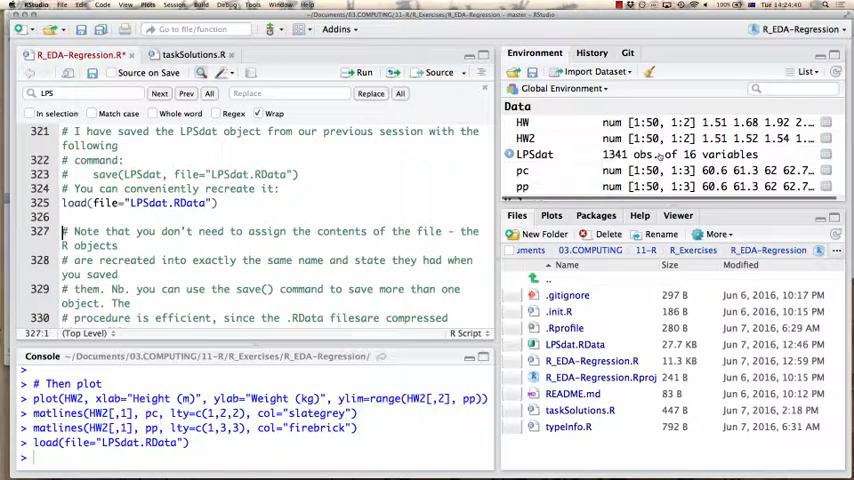 RStudio File Edit Code View Plots Session Build Debug Tools Window Help 100% 14:24:40
~/Documents/03.COMPUTING/11-R/R_Exercises/R_EDA-Regression - master - RStudio
Go to file/function Addins R_EDA-Regression
R_EDA-Regression.R* taskSolutions.R
Source on Save Run Source
LPS Next Prev All Replace Replace All
In selection Match case Whole word Regex Wrap
321 # I have saved the LPSdat object from our previous session with the
following
322 # command:
323 # save(LPSdat, file="LPSdat.RData")
324 # You can conveniently recreate it:
325 load(file="LPSdat.RData")
326
327 # Note that you don't need to assign the contents of the file - the
R objects
328 # are recreated into exactly the same name and state they had when
you saved
329 # them. Nb. you can use the save() command to save more than one
object. The
330 # procedure is efficient, since the .RData filesare compressed
327:1 (Top Level) R Script
Console ~/Documents/03.COMPUTING/11-R/R_Exercises/R_EDA-Regression/
>
> # Then plot
> plot(HW2, xlab="Height (m)", ylab="Weight (kg)", ylim=range(HW2[,2], pp))
> matlines(HW2[,1], pc, lty=c(1,2,2), col="slategrey")
> matlines(HW2[,1], pp, lty=c(1,3,3), col="firebrick")
> load(file="LPSdat.RData")
>
Environment History Git
Import Dataset List
Global Environment
Data
HW num [1:50, 1:2] 1.51 1.68 1.92 2...
HW2 num [1:50, 1:2] 1.51 1.52 1.54 1...
LPSdat 1341 obs. of 16 variables
pc num [1:50, 1:3] 60.6 61.3 62 62.7...
pp num [1:50, 1:3] 60.6 61.3 62 62.7...
Files Plots Packages Help Viewer
New Folder Delete Rename More
ocuments 03.COMPUTING 11-R R_Exercises R_EDA-Regression ...
Name Size Modified
..
.gitignore 297 B Jun 6, 2016, 10:17 PM
.init.R 186 B Jun 6, 2016, 10:15 PM
.Rprofile 280 B Jun 7, 2016, 6:29 AM
LPSdat.RData 27.7 KB Jun 7, 2016, 12:46 PM
R_EDA-Regression.R 11.3 KB Jun 7, 2016, 12:59 PM
R_EDA-Regression.Rproj 241 B Jun 6, 2016, 10:15 PM
README.md 83 B Jun 6, 2016, 10:12 PM
taskSolutions.R 447 B Jun 7, 2016, 2:18 PM
typeInfo.R 792 B Jun 6, 2016, 9:31 PM